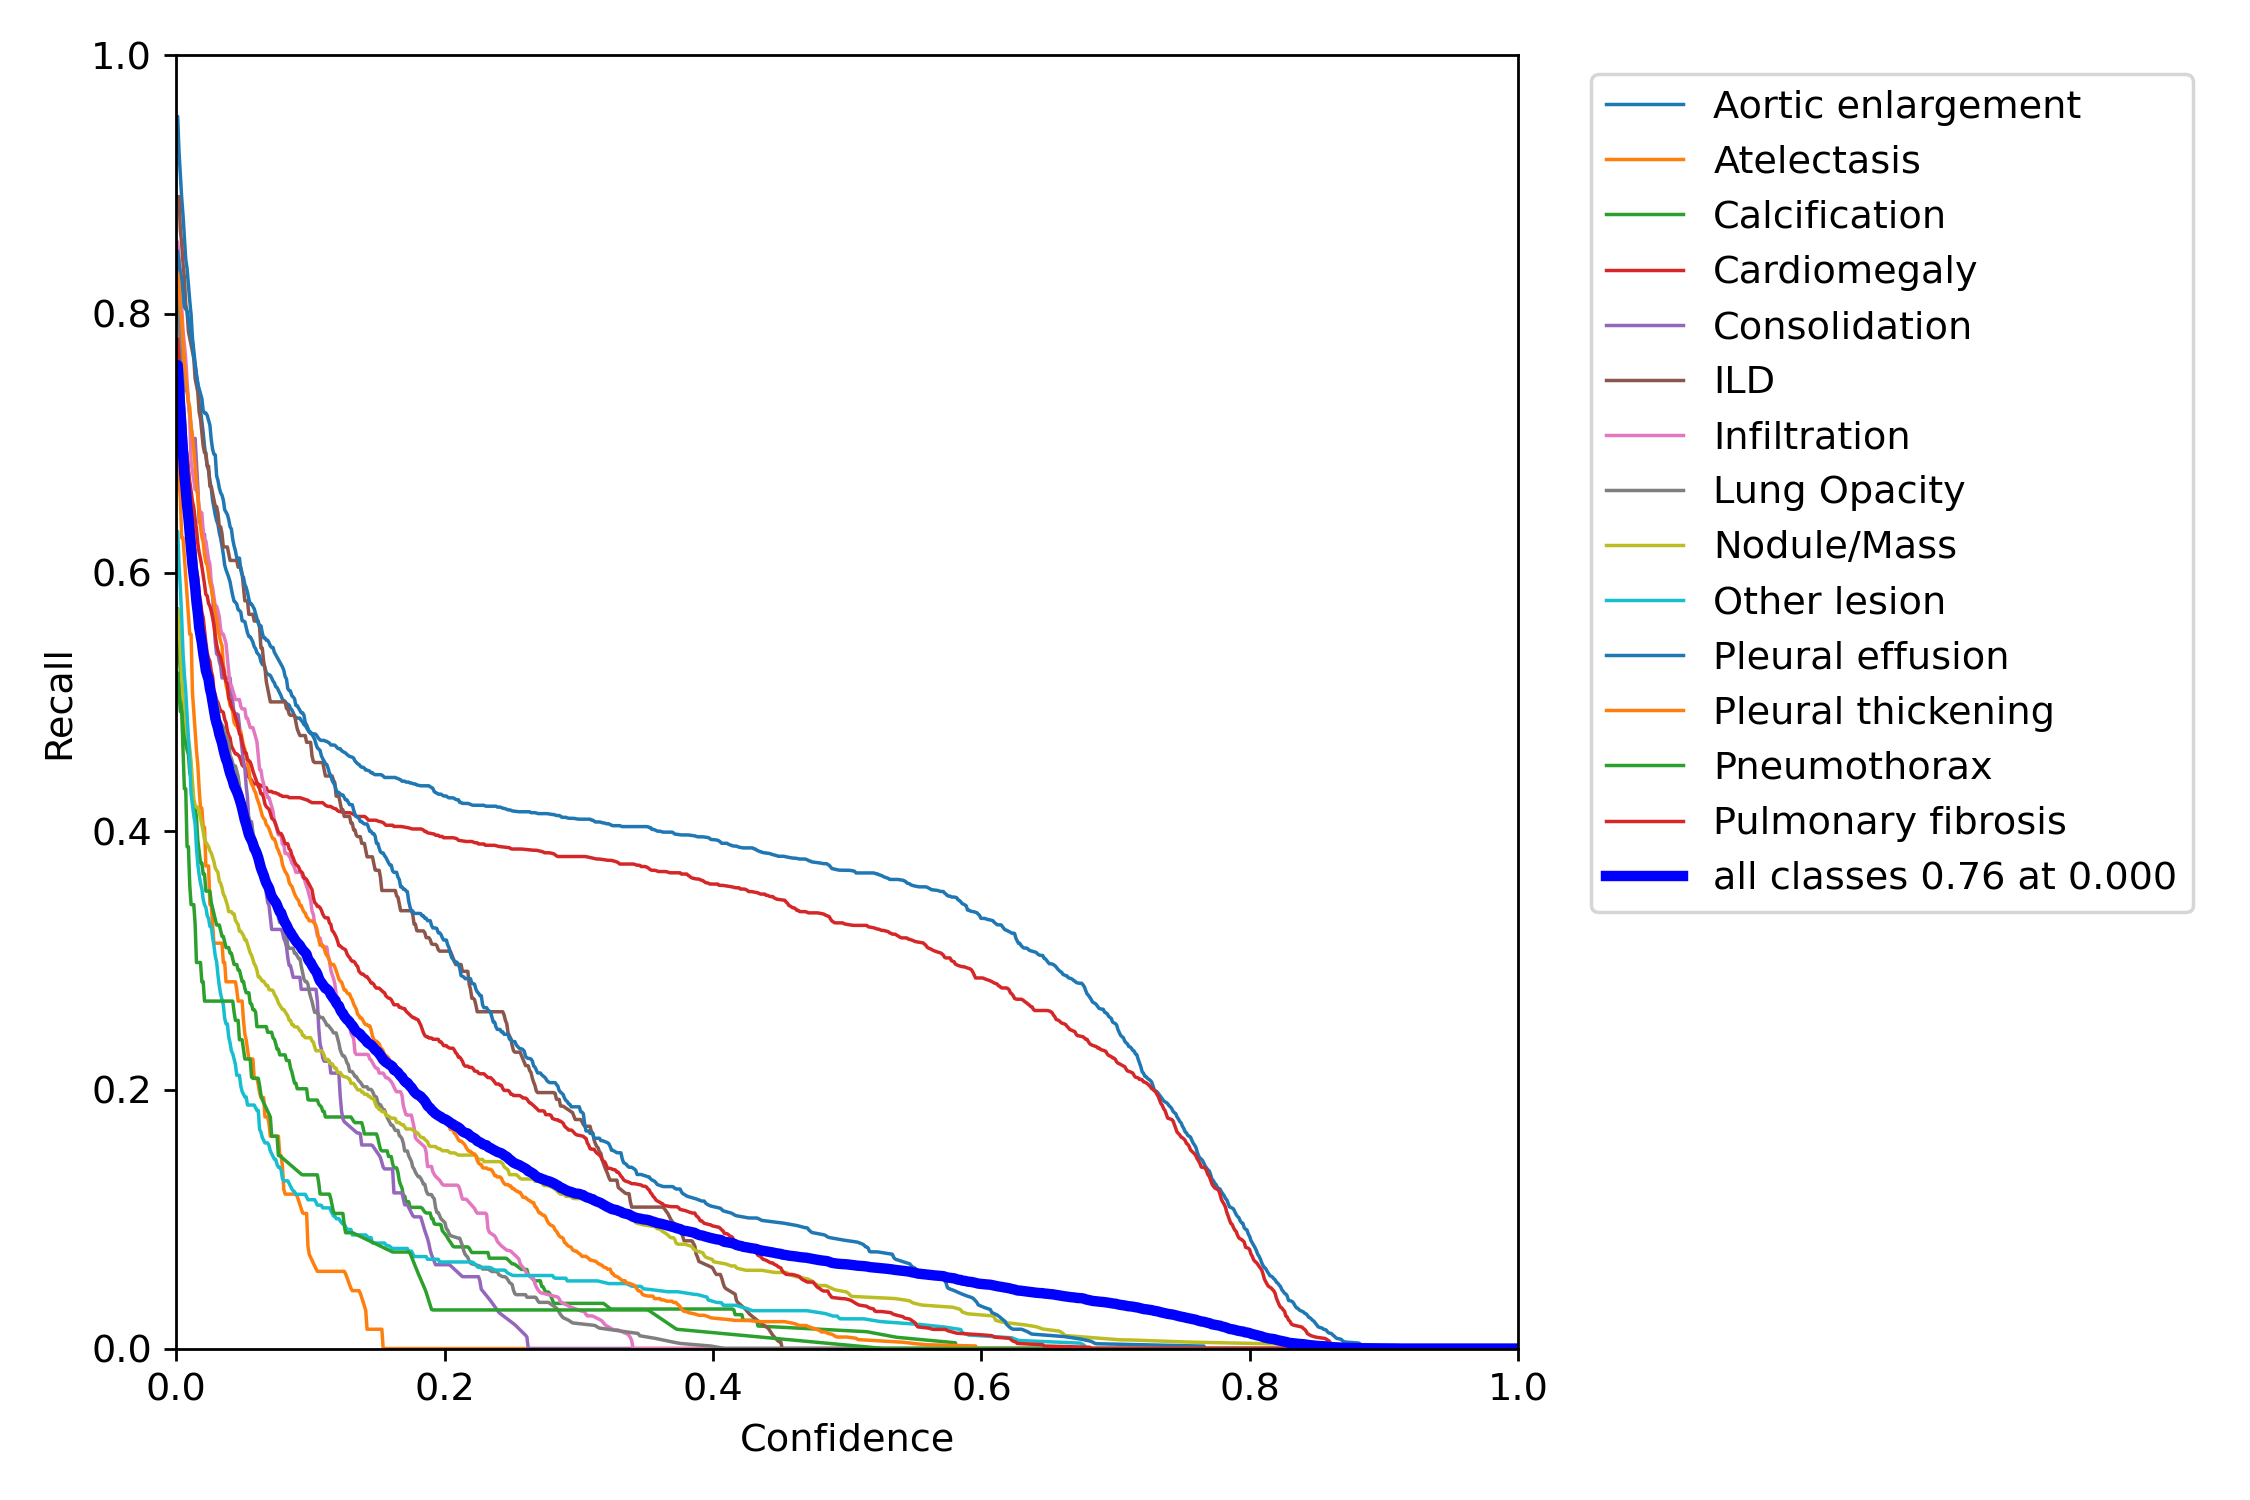 1.0
0.8
0.6
0.4
0.2
0.0
Recall
0.0 0.2 0.4 0.6 0.8 1.0
Confidence
Aortic enlargement
Atelectasis
Calcification
Cardiomegaly
Consolidation
ILD
Infiltration
Lung Opacity
Nodule/Mass
Other lesion
Pleural effusion
Pleural thickening
Pneumothorax
Pulmonary fibrosis
all classes 0.76 at 0.000